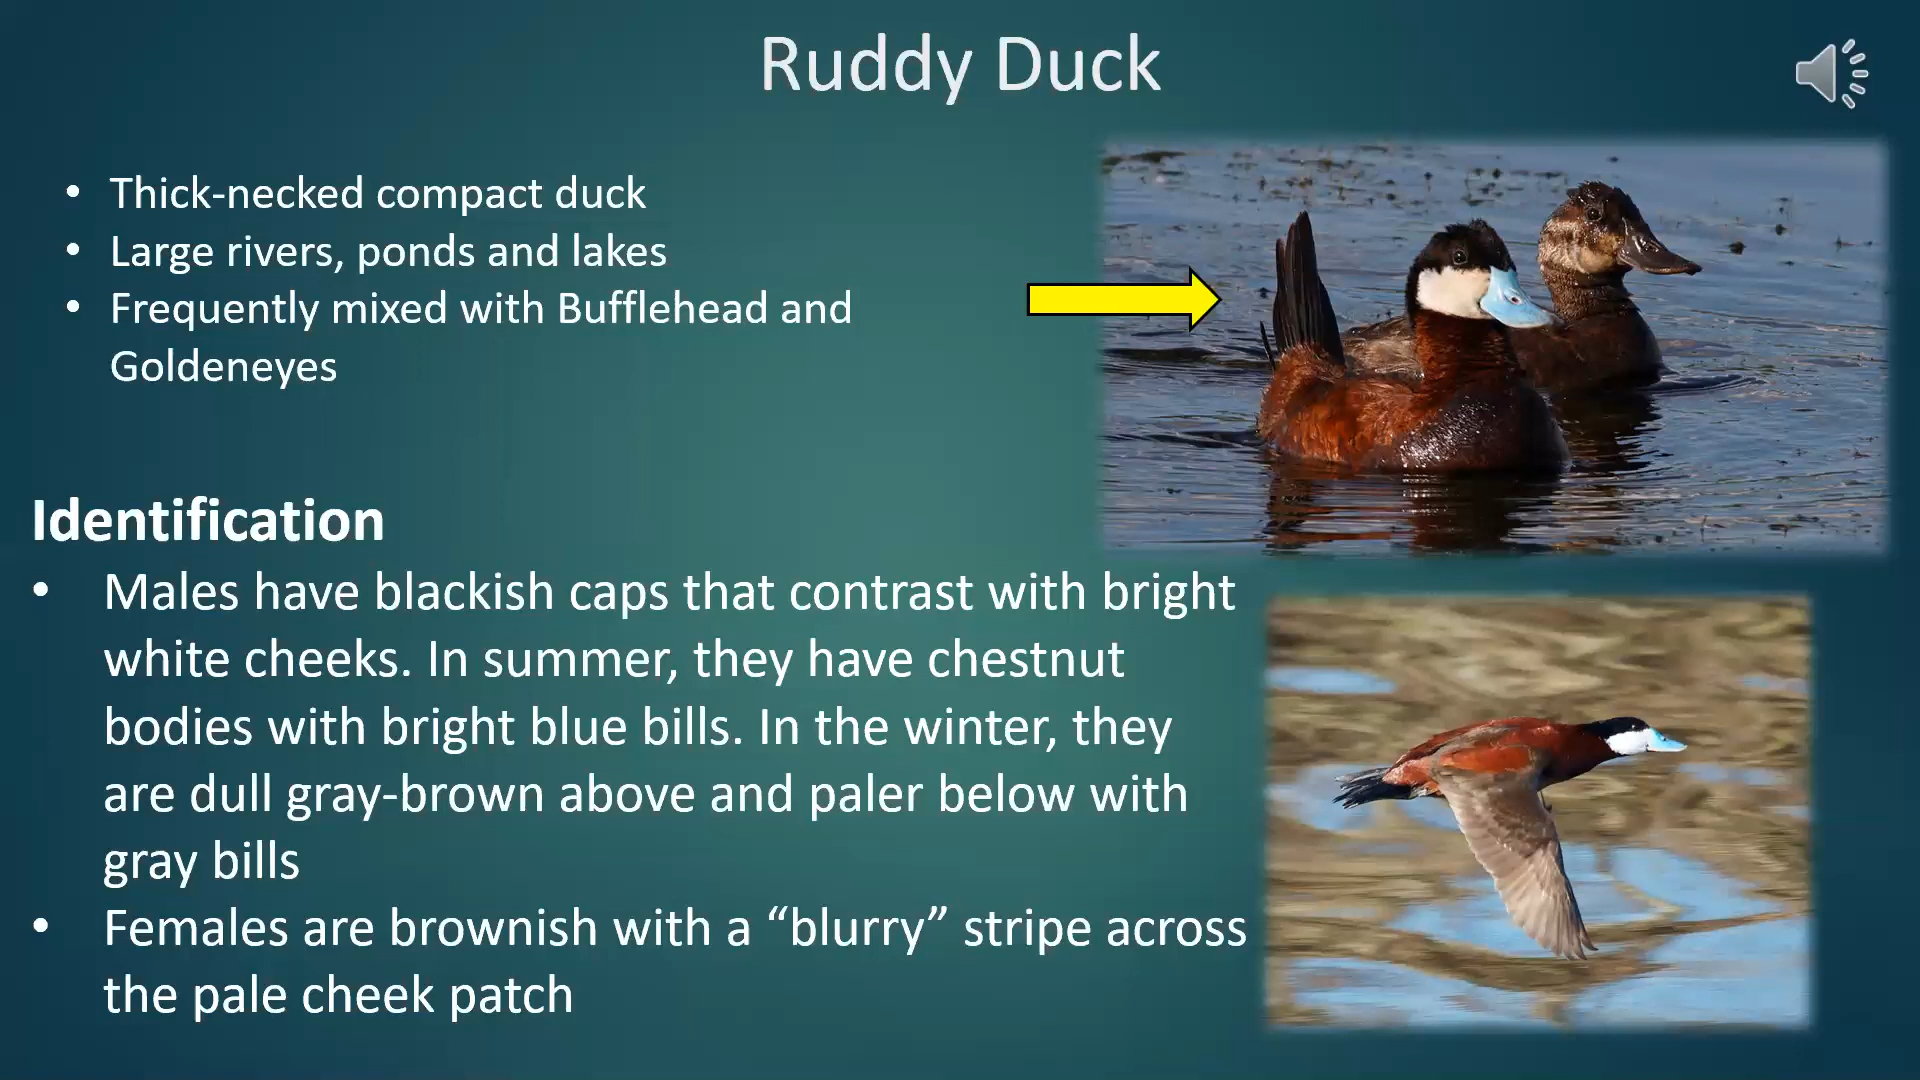 Ruddy Duck
• Thick-necked compact duck
• Large rivers, ponds and lakes
• Frequently mixed with Bufflehead and
Goldeneyes
Identification
• Males have blackish caps that contrast with bright
white cheeks. In summer, they have chestnut
bodies with bright blue bills. In the winter, they
are dull gray-brown above and paler below with
gray bills
• Females are brownish with a “blurry” stripe across
the pale cheek patch